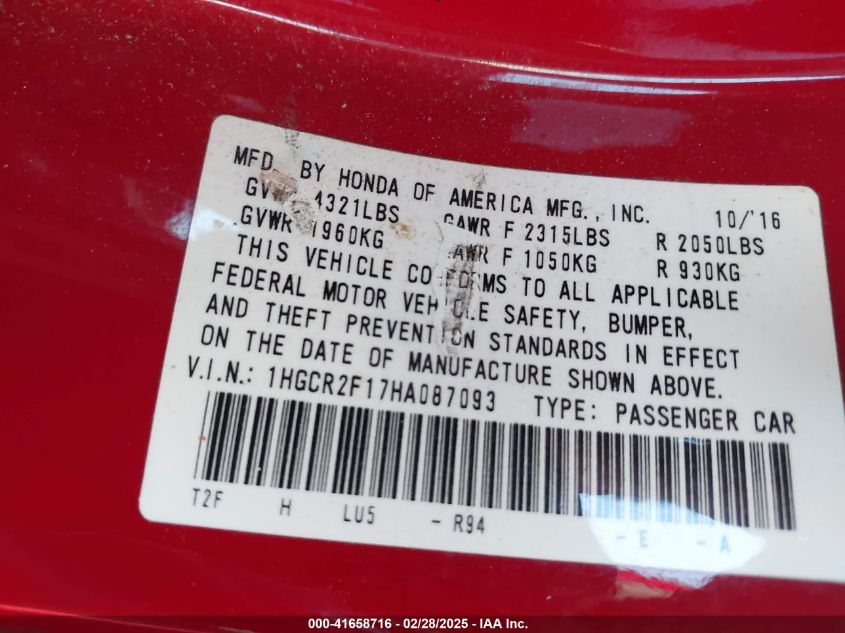 MFD BY HONDA OF AMERICA MFG., INC. 10/'16
4321LBS GAWR F 2315LBS R 2050LBS
GVWR 1960KG F 1050KG R 930KG
THIS VEHICLE CONFORMS TO ALL APPLICABLE
FEDERAL MOTOR VEHICLE SAFETY, BUMPER,
AND THEFT PREVENTION STANDARDS IN EFFECT
ON THE DATE OF MANUFACTURE SHOWN ABOVE.
V.I.N.: 1HGCR2F17HA087093 TYPE: PASSENGER CAR
T2F H LU5 - R94 - E - A
000-41658716 - 02/28/2025 - IAA Inc.